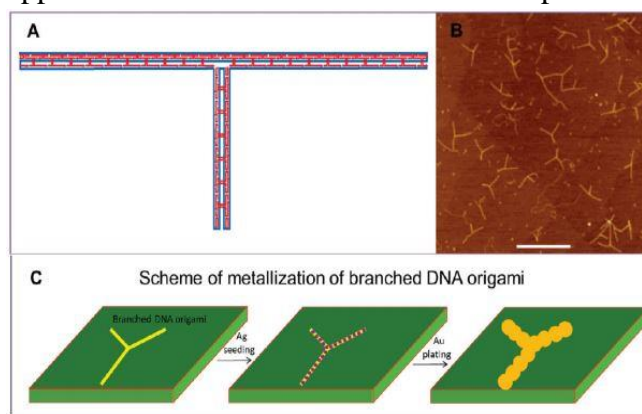 A
B
C
Scheme of metallization of branched DNA origami
Branched DNA origami
Ag
seeding
Au
plating